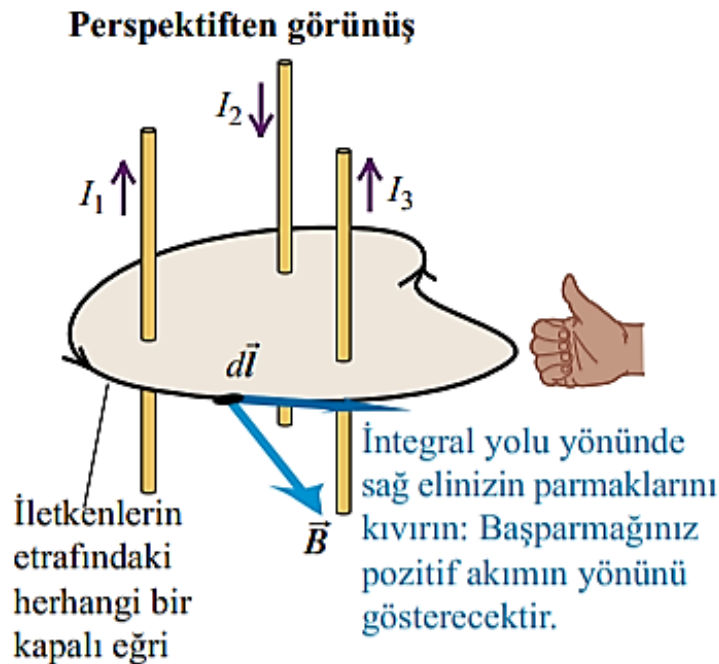 Perspektiften görünüş
I₂
I₁
I₃
dl⃗
İntegral yolu yönünde
sağ elinizin parmaklarını
kıvırın: Başparmağınız
pozitif akımın yönünü
gösterecektir.
B⃗
İletkenlerin
etrafındaki
herhangi bir
kapalı eğri